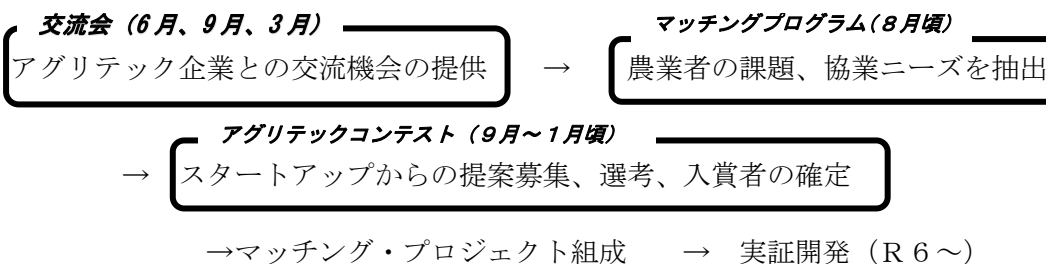 交流会（6月、9月、3月）　マッチングプログラム（８月頃）
アグリテック企業との交流機会の提供　→　農業者の課題、協業ニーズを抽出
アグリテックコンテスト（９月～１月頃）
→　スタートアップからの提案募集、選考、入賞者の確定
→マッチング・プロジェクト組成　→　実証開発（Ｒ６～）